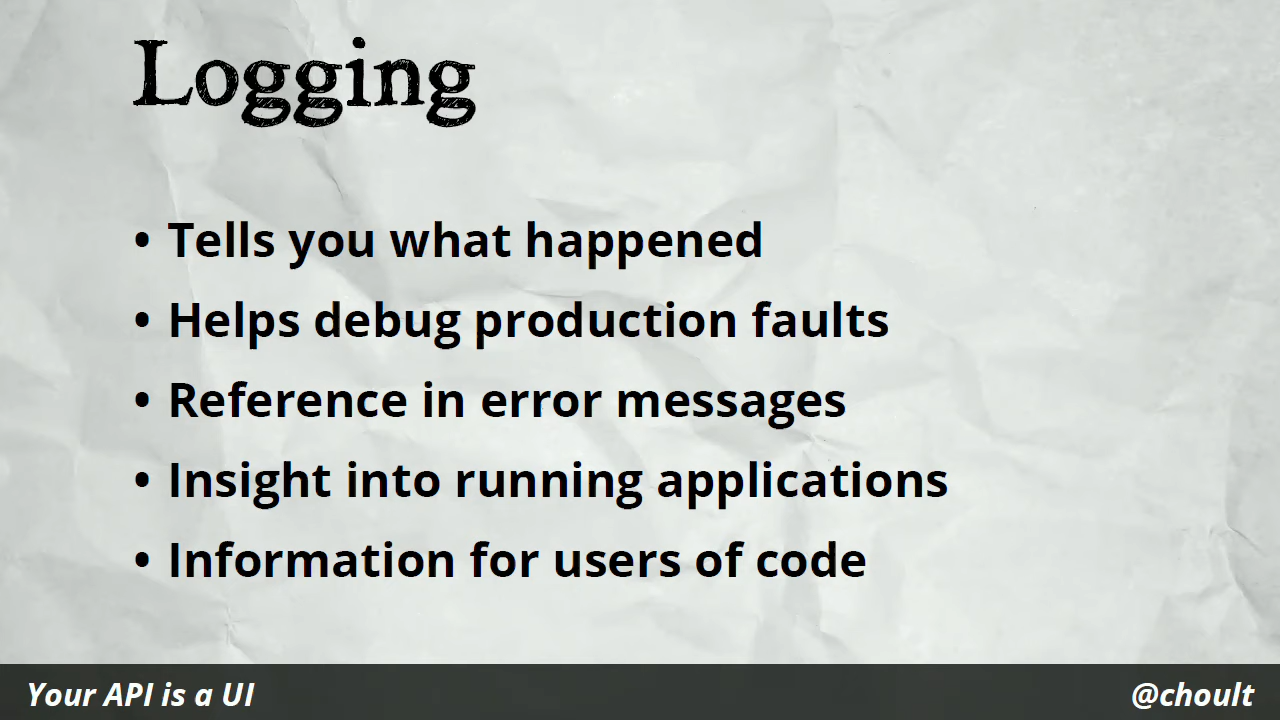 Logging
• Tells you what happened
• Helps debug production faults
• Reference in error messages
• Insight into running applications
• Information for users of code
Your API is a UI
@choult